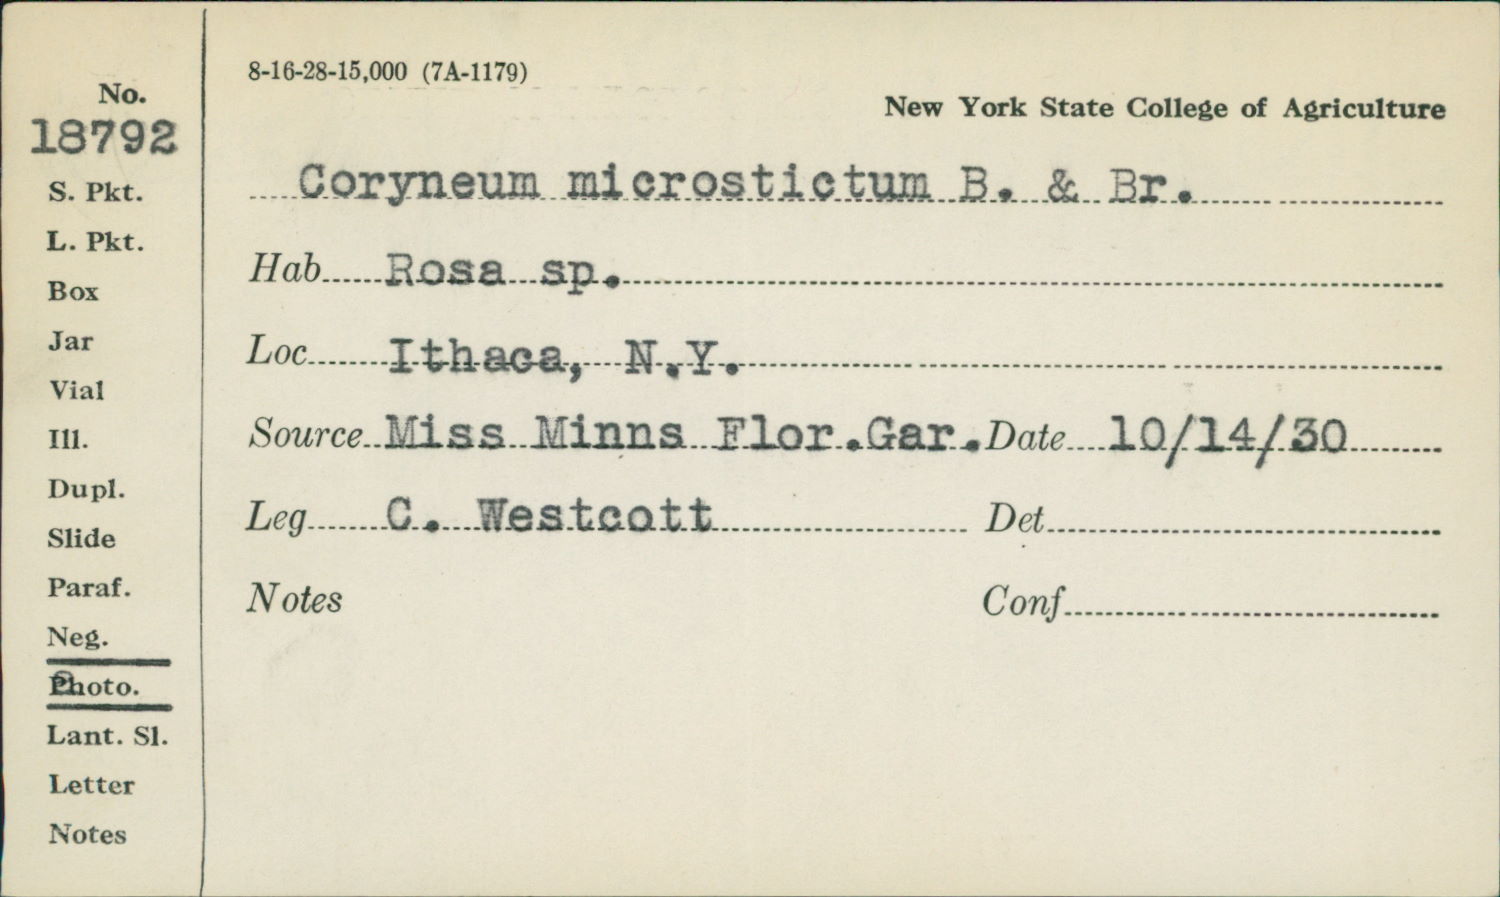 8-16-28-15,000 (7A-1179)
New York State College of Agriculture
No.
18792
S. Pkt.
L. Pkt.
Box
Jar
Vial
Ill.
Dupl.
Slide
Paraf.
Neg.
Photo.
Lant. Sl.
Letter
Notes
Coryneum microstictum B. & Br.
Hab Rosa sp.
Loc Ithaca, N.Y.
Source Miss Minns Flor.Gar. Date 10/14/30
Leg C. Westcott Det
Notes Conf